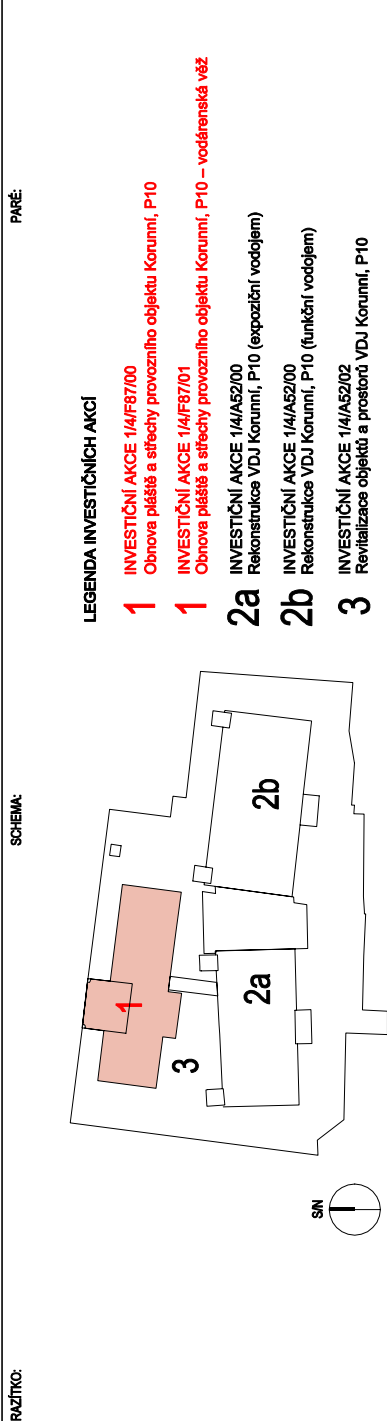 RAZÍTKO:
SCHEMA:
PARÉ:
S/N
1
3
2a
2b
LEGENDA INVESTIČNÍCH AKCÍ
1
INVESTIČNÍ AKCE 1/4/F87/00
Obnova pláště a střechy provozního objektu Korunní, P10
1
INVESTIČNÍ AKCE 1/4/F87/01
Obnova pláště a střechy provozního objektu Korunní, P10 – vodárenská věž
2a
INVESTIČNÍ AKCE 1/4/A52/00
Rekonstrukce VDJ Korunní, P10 (expoziční vodojem)
2b
INVESTIČNÍ AKCE 1/4/A52/00
Rekonstrukce VDJ Korunní, P10 (funkční vodojem)
3
INVESTIČNÍ AKCE 1/4/A52/02
Revitalizace objektů a prostorů VDJ Korunní, P10